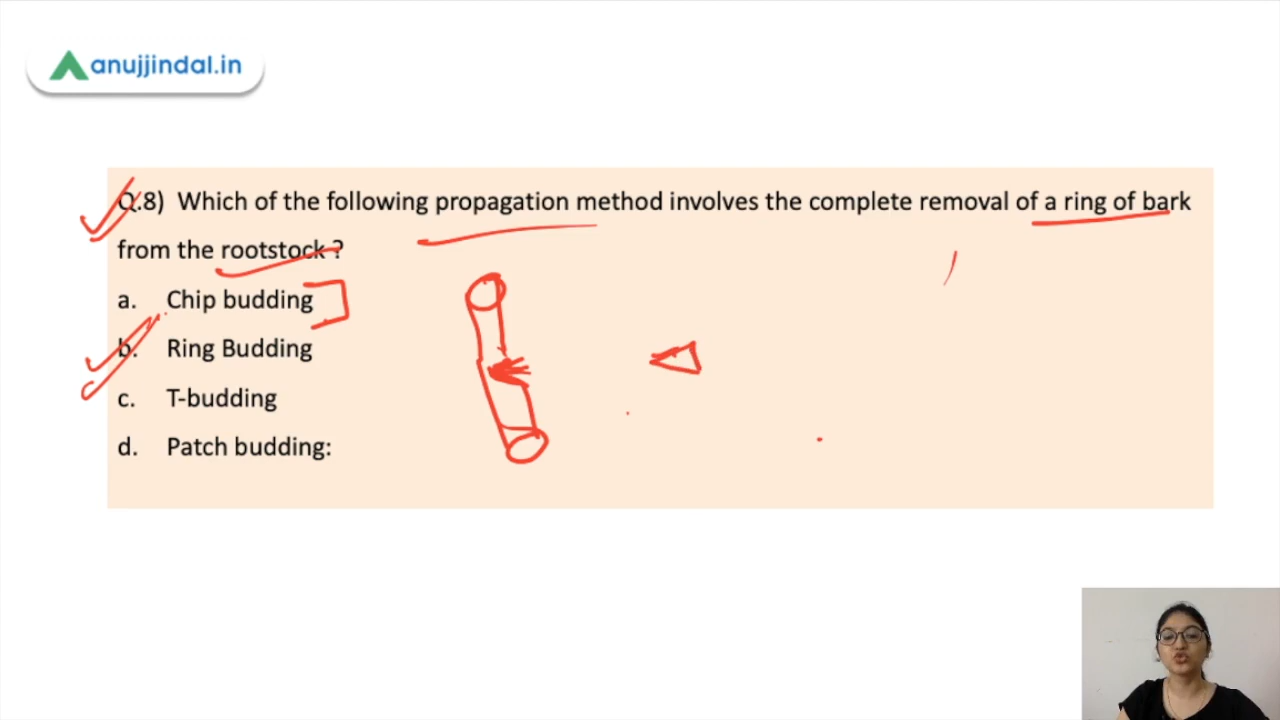 anujjindal.in
Q.8) Which of the following propagation method involves the complete removal of a ring of bark
from the rootstock ?
a. Chip budding
b. Ring Budding
c. T-budding
d. Patch budding: